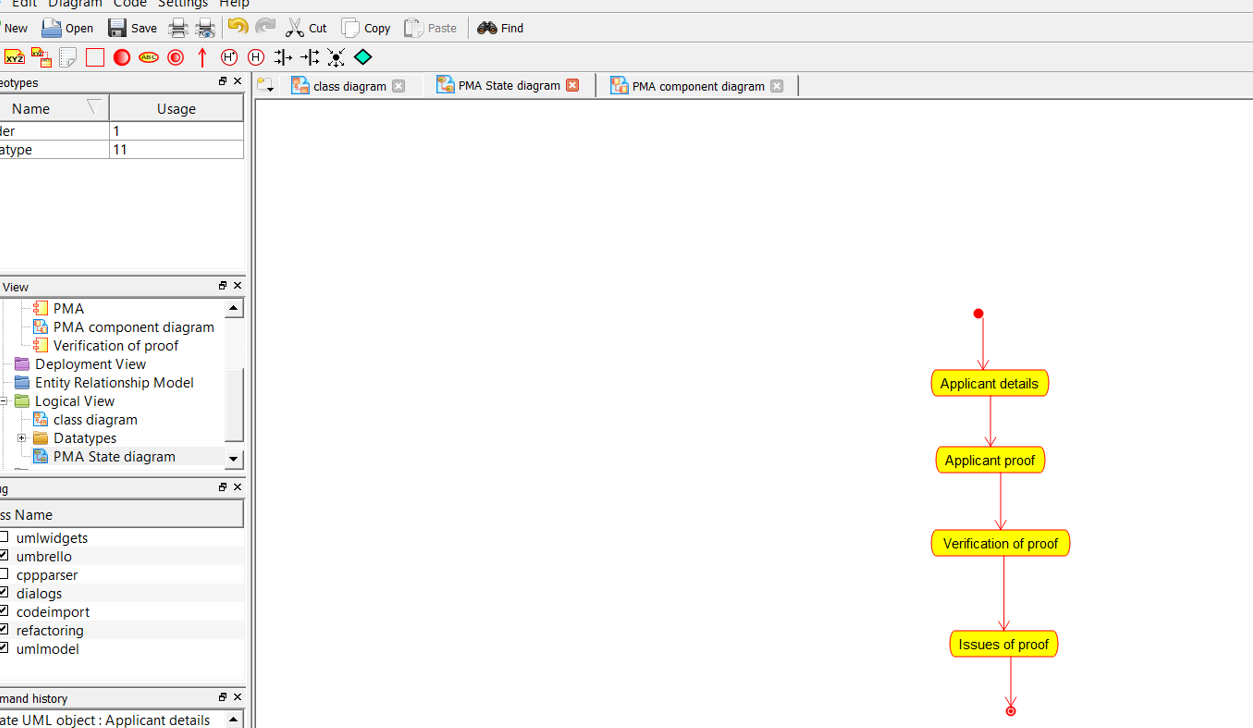 Edit Diagram Code Settings Help
New Open Save Cut Copy Paste Find
XYZ ABC H* H
eotypes
class diagram PMA State diagram PMA component diagram
Name Usage
der 1
atype 11
View
PMA
PMA component diagram
Verification of proof
Deployment View
Entity Relationship Model
Logical View
class diagram
Datatypes
PMA State diagram
ug
ss Name
umlwidgets
umbrello
cppparser
dialogs
codeimport
refactoring
umlmodel
mand history
ate UML object : Applicant details
Applicant details
Applicant proof
Verification of proof
Issues of proof